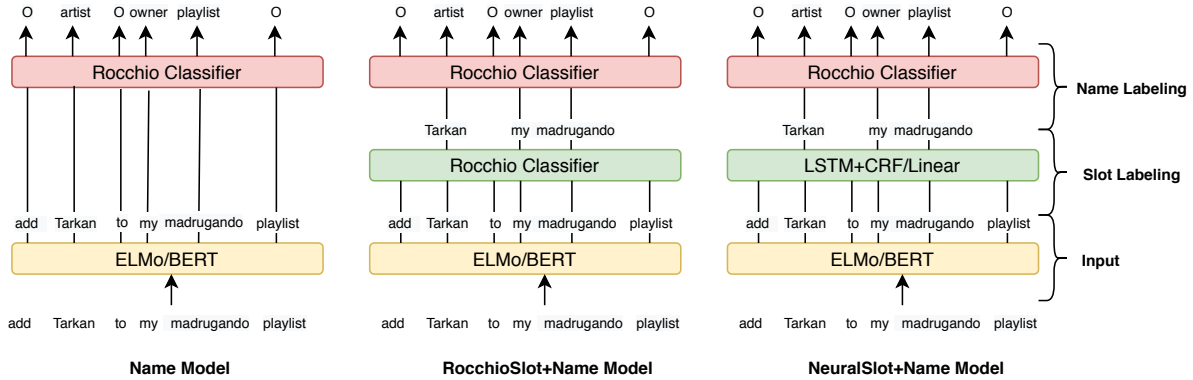 O artist O owner playlist O O artist O owner playlist O O artist O owner playlist O
Rocchio Classifier Rocchio Classifier Rocchio Classifier
Name Labeling
Tarkan my madrugando Tarkan my madrugando
Rocchio Classifier LSTM+CRF/Linear
Slot Labeling
add Tarkan to my madrugando playlist add Tarkan to my madrugando playlist add Tarkan to my madrugando playlist
ELMo/BERT ELMo/BERT ELMo/BERT
Input
add Tarkan to my madrugando playlist add Tarkan to my madrugando playlist add Tarkan to my madrugando playlist
Name Model RocchioSlot+Name Model NeuralSlot+Name Model